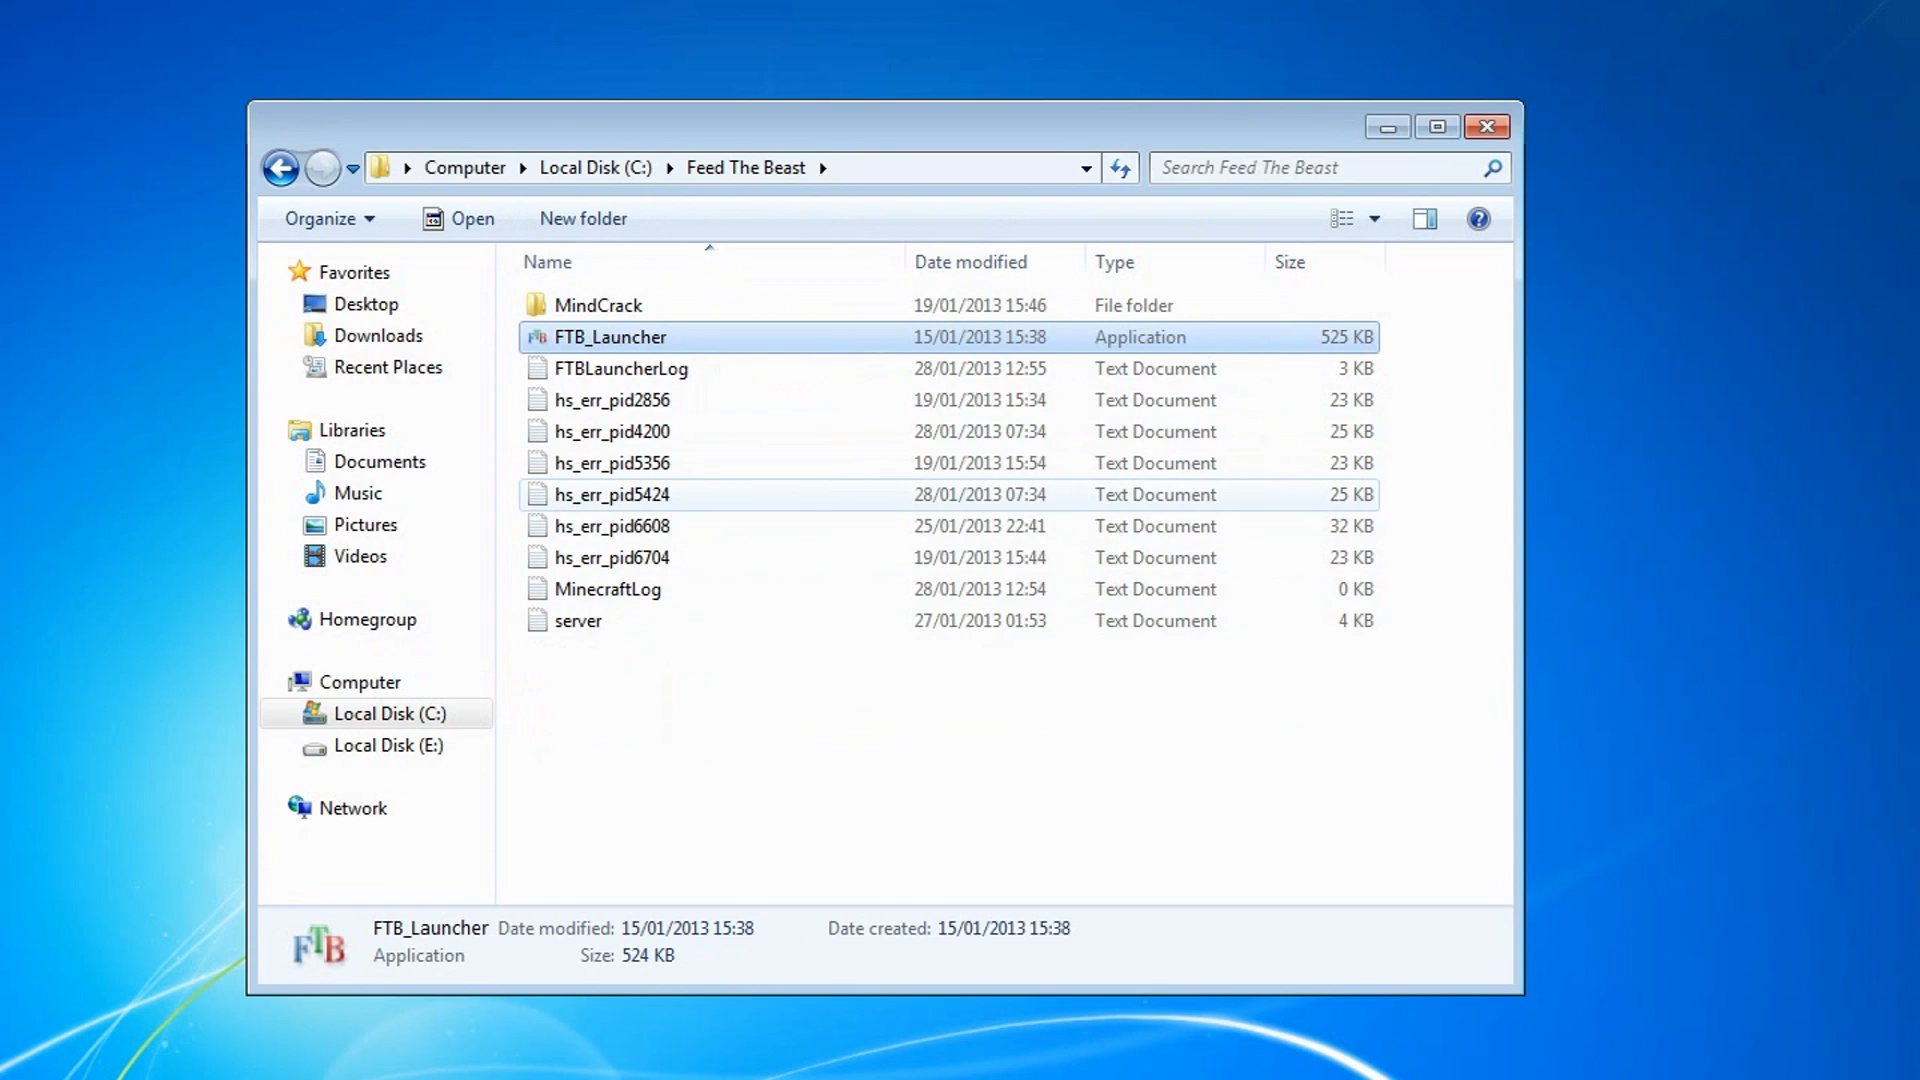 Computer Local Disk (C:) Feed The Beast Search Feed The Beast
Organize Open New folder
Name Date modified Type Size
Favorites
Desktop
Downloads
Recent Places
Libraries
Documents
Music
Pictures
Videos
Homegroup
Computer
Local Disk (C:)
Local Disk (E:)
Network
MindCrack 19/01/2013 15:46 File folder
FTB_Launcher 15/01/2013 15:38 Application 525 KB
FTBLauncherLog 28/01/2013 12:55 Text Document 3 KB
hs_err_pid2856 19/01/2013 15:34 Text Document 23 KB
hs_err_pid4200 28/01/2013 07:34 Text Document 25 KB
hs_err_pid5356 19/01/2013 15:54 Text Document 23 KB
hs_err_pid5424 28/01/2013 07:34 Text Document 25 KB
hs_err_pid6608 25/01/2013 22:41 Text Document 32 KB
hs_err_pid6704 19/01/2013 15:44 Text Document 23 KB
MinecraftLog 28/01/2013 12:54 Text Document 0 KB
server 27/01/2013 01:53 Text Document 4 KB
FTB
FTB_Launcher Date modified: 15/01/2013 15:38 Date created: 15/01/2013 15:38
Application Size: 524 KB